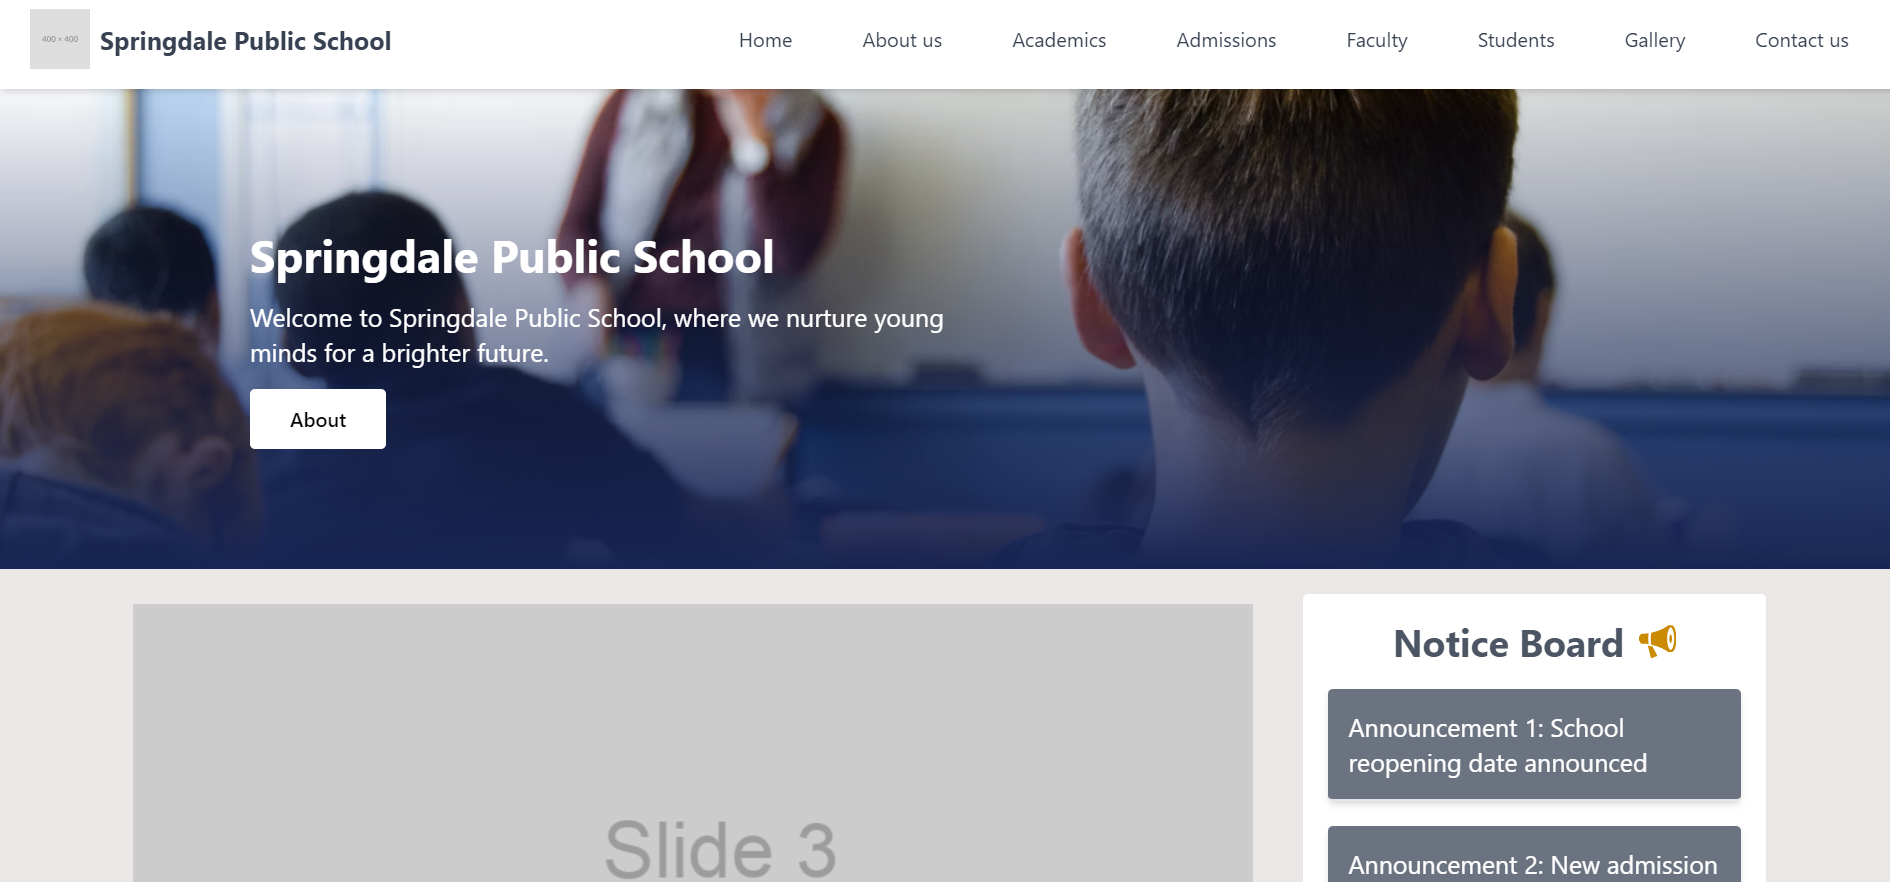 400 × 400
Springdale Public School
Home
About us
Academics
Admissions
Faculty
Students
Gallery
Contact us
Springdale Public School
Welcome to Springdale Public School, where we nurture young
minds for a brighter future.
About
Slide 3
Notice Board
Announcement 1: School
reopening date announced
Announcement 2: New admission